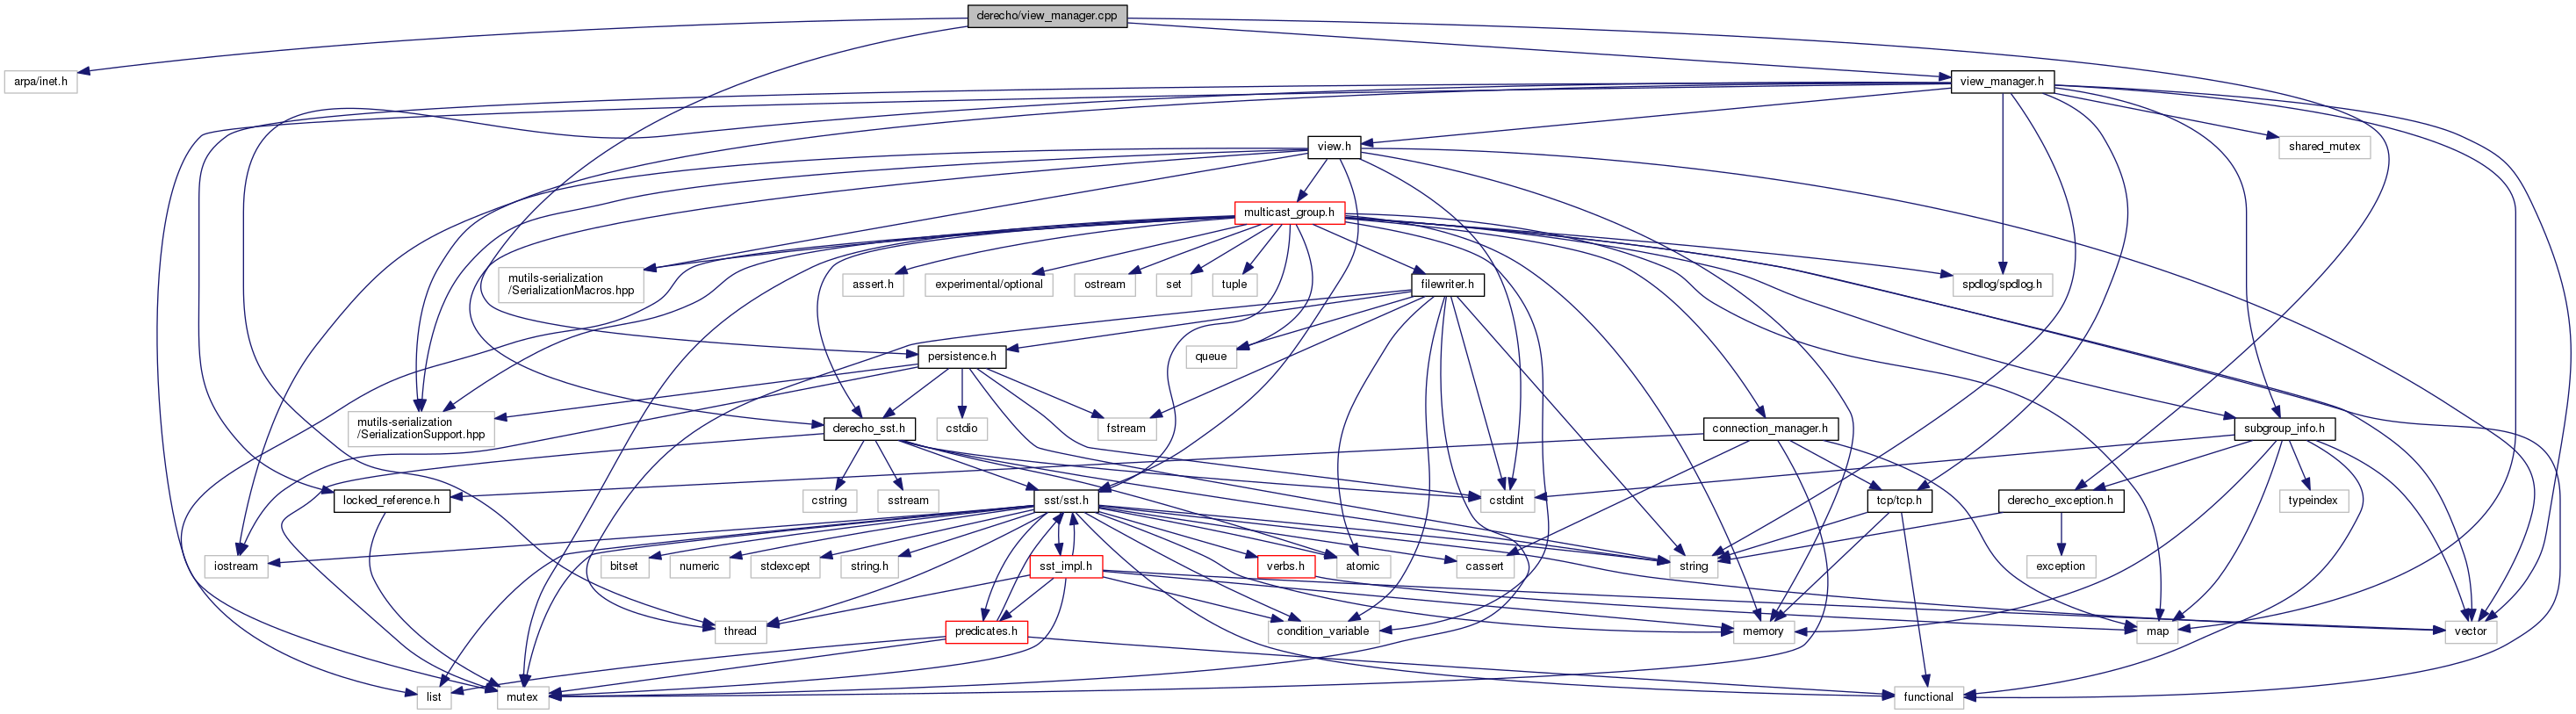 derecho/view_manager.cpp
arpa/inet.h
view_manager.h
view.h
shared_mutex
multicast_group.h
mutils-serialization
/SerializationMacros.hpp
assert.h
experimental/optional
ostream
set
tuple
filewriter.h
spdlog/spdlog.h
queue
persistence.h
mutils-serialization
/SerializationSupport.hpp
derecho_sst.h
cstdio
fstream
connection_manager.h
subgroup_info.h
locked_reference.h
cstring
sstream
sst/sst.h
cstdint
tcp/tcp.h
derecho_exception.h
typeindex
iostream
bitset
numeric
stdexcept
string.h
sst_impl.h
verbs.h
atomic
cassert
string
exception
thread
predicates.h
condition_variable
memory
map
vector
list
mutex
functional